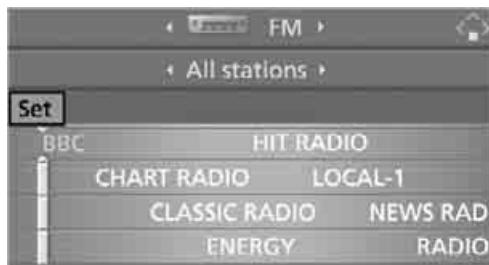 FM
All stations
Set
BBC HIT RADIO
CHART RADIO LOCAL-1
CLASSIC RADIO NEWS RAD
ENERGY RADIO